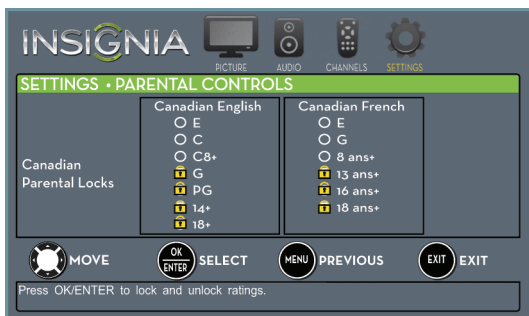 INSIGNIA
PICTURE AUDIO CHANNELS SETTINGS
SETTINGS • PARENTAL CONTROLS
Canadian Parental Locks
Canadian English
E
C
C8+
G
PG
14+
18+
Canadian French
E
G
8 ans+
13 ans+
16 ans+
18 ans+
MOVE
OK
ENTER
SELECT
MENU
PREVIOUS
EXIT
EXIT
Press OK/ENTER to lock and unlock ratings.